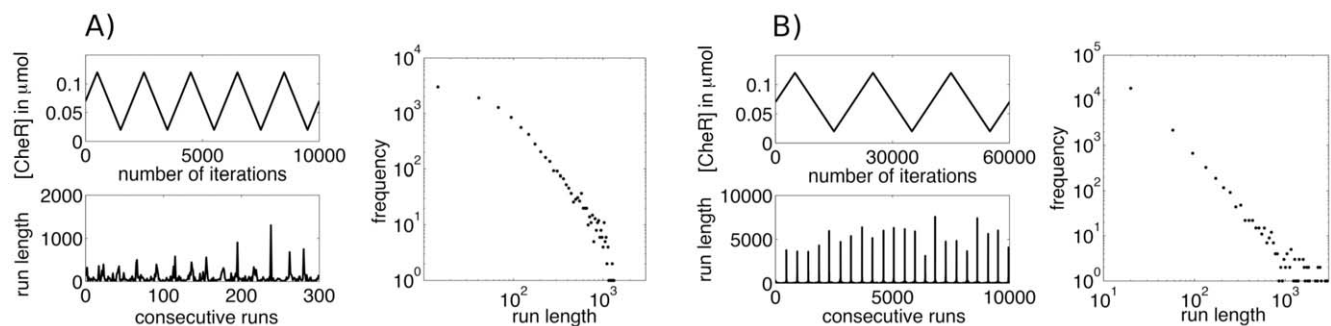 A)
[CheR] in μmol
0.1
0.05
0
0 5000 10000
number of iterations
run length
2000
1000
0
0 100 200 300
consecutive runs
frequency
10^4
10^3
10^2
10^1
10^0
10^2 10^3
run length
B)
[CheR] in μmol
0.1
0.05
0
0 30000 60000
number of iterations
run length
10000
5000
0
0 5000 10000
consecutive runs
frequency
10^5
10^4
10^3
10^2
10^1
10^0
10^1 10^2 10^3
run length